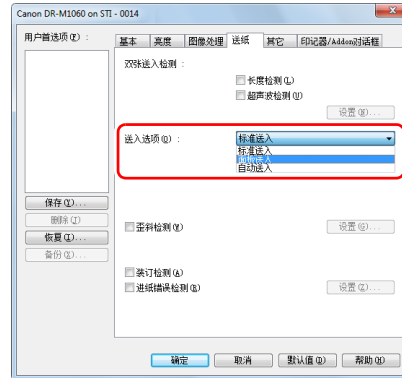 Canon DR-M1060 on STI - 0014
用户首选项(P) :
基本 亮度 图像处理 送纸 其它 印记器/Addon对话框
双张送入检测 :
长度检测(L)
超声波检测(U)
设置(W)...
送入选项(O) :
标准送入
标准送入
面板送入
自动送入
保存(V)...
删除(T)
恢复(I)...
备份(Z)...
歪斜检测(Y)
设置(G)...
装订检测(A)
进纸错误检测(R)
设置(X)...
确定 取消 默认值(D) 帮助(H)